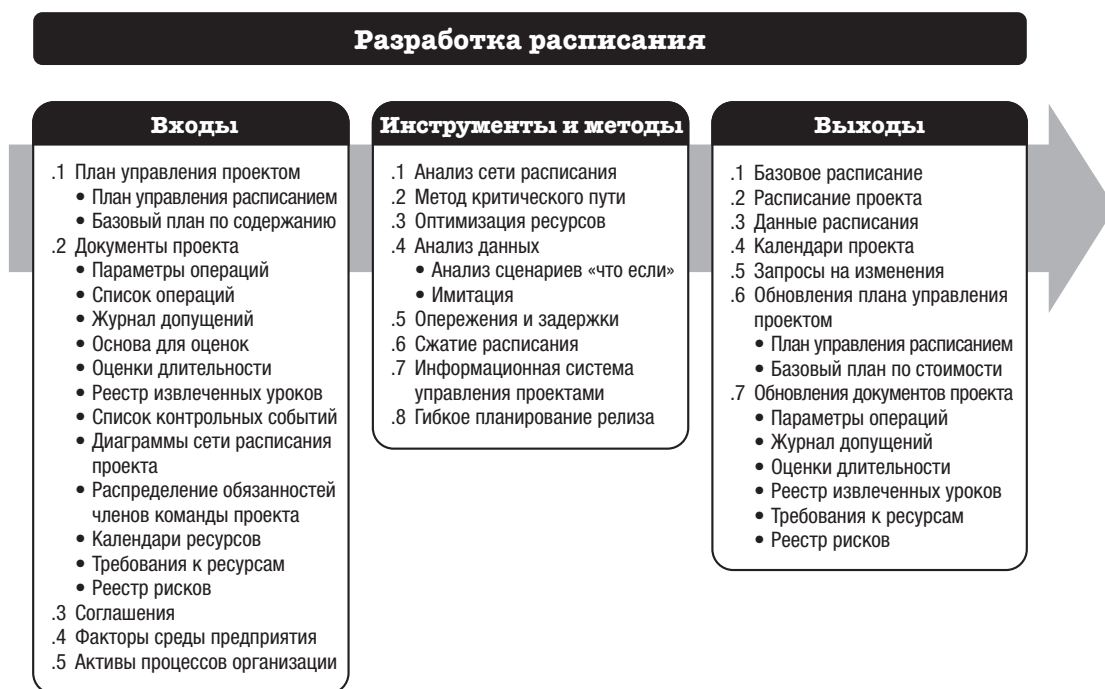 Разработка расписания
Входы
.1 План управления проектом
• План управления расписанием
• Базовый план по содержанию
.2 Документы проекта
• Параметры операций
• Список операций
• Журнал допущений
• Основа для оценок
• Оценки длительности
• Реестр извлеченных уроков
• Список контрольных событий
• Диаграммы сети расписания
проекта
• Распределение обязанностей
членов команды проекта
• Календари ресурсов
• Требования к ресурсам
• Реестр рисков
.3 Соглашения
.4 Факторы среды предприятия
.5 Активы процессов организации
Инструменты и методы
.1 Анализ сети расписания
.2 Метод критического пути
.3 Оптимизация ресурсов
.4 Анализ данных
• Анализ сценариев «что если»
• Имитация
.5 Опережения и задержки
.6 Сжатие расписания
.7 Информационная система
управления проектами
.8 Гибкое планирование релиза
Выходы
.1 Базовое расписание
.2 Расписание проекта
.3 Данные расписания
.4 Календари проекта
.5 Запросы на изменения
.6 Обновления плана управления
проектом
• План управления расписанием
• Базовый план по стоимости
.7 Обновления документов проекта
• Параметры операций
• Журнал допущений
• Оценки длительности
• Реестр извлеченных уроков
• Требования к ресурсам
• Реестр рисков